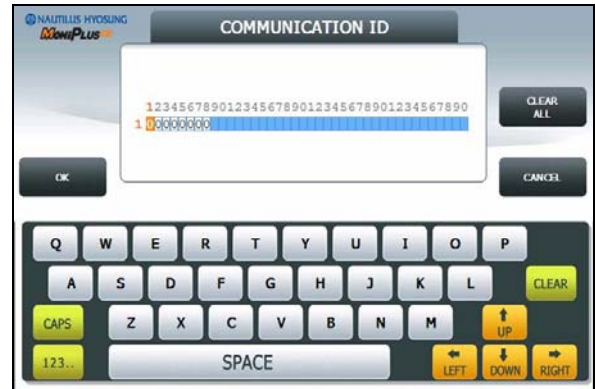 NAUTILUS HYOSUNG
MoniPlus
COMMUNICATION ID
1234567890123456789012345678901234567890
1 00000000
CLEAR ALL
OK
CANCEL
Q W E R T Y U I O P
A S D F G H J K L CLEAR
CAPS Z X C V B N M UP
123.. SPACE LEFT DOWN RIGHT